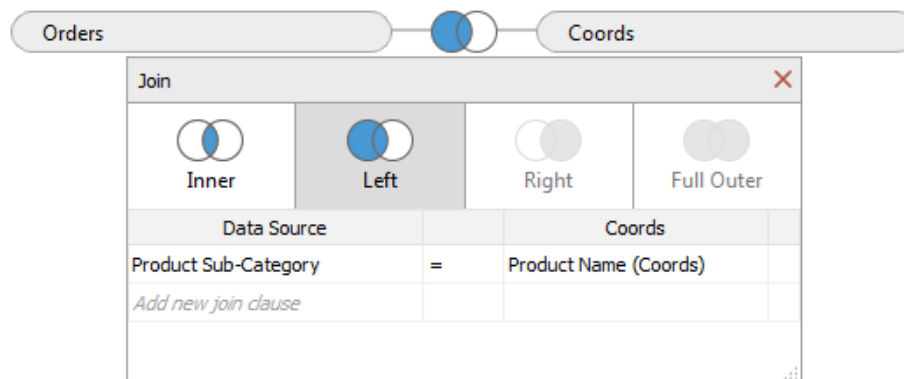 Orders Coords
Join
Inner Left Right Full Outer
Data Source Coords
Product Sub-Category = Product Name (Coords)
Add new join clause